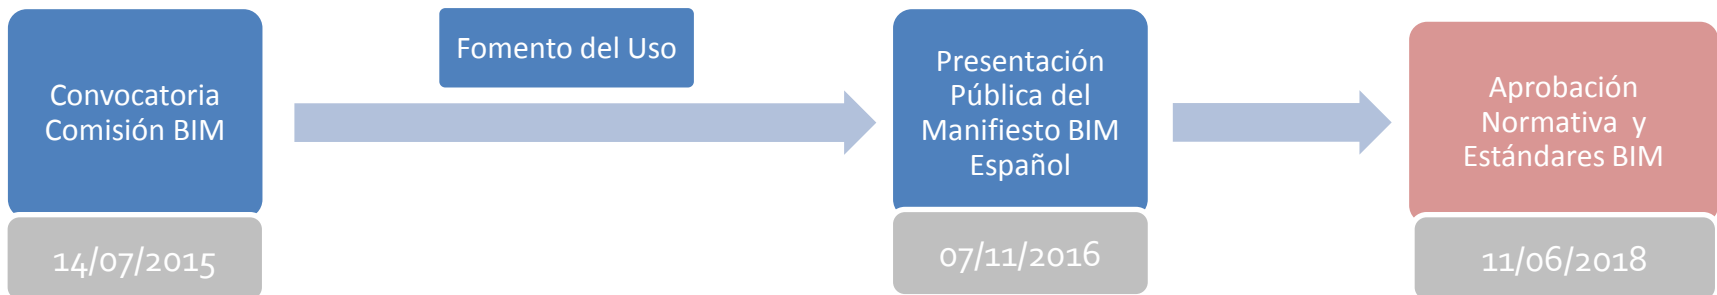 Convocatoria
Comisión BIM
14/07/2015
Fomento del Uso
Presentación
Pública del
Manifiesto BIM
Español
07/11/2016
Aprobación
Normativa y
Estándares BIM
11/06/2018